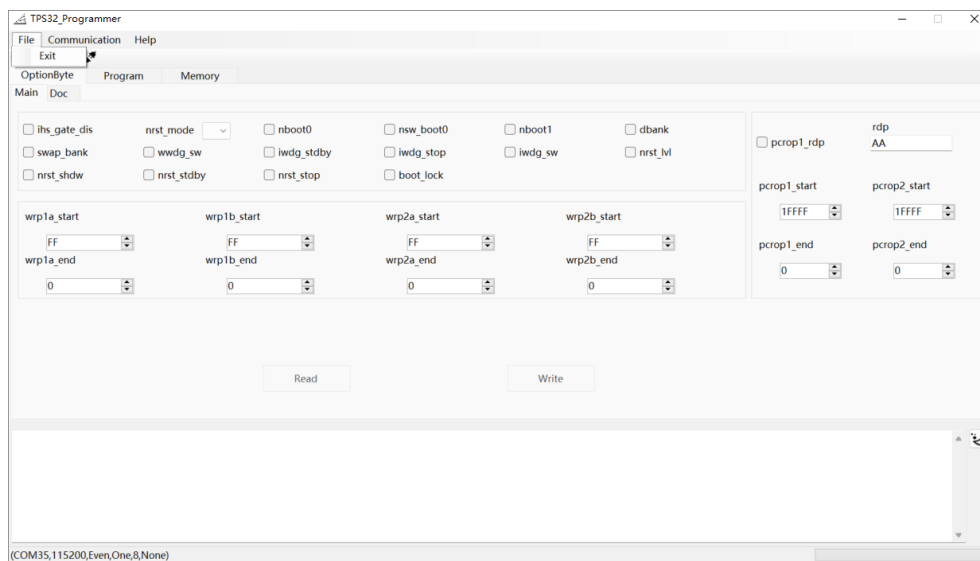 TPS32_Programmer
File Communication Help
Exit
OptionByte Program Memory
Main Doc
ihs_gate_dis nrst_mode nboot0 nsw_boot0 nboot1 dbank
swap_bank wwdg_sw iwdg_stdby iwdg_stop iwdg_sw nrst_lvl
nrst_shdw nrst_stdby nrst_stop boot_lock
rdp
pcrop1_rdp AA
pcrop1_start pcrop2_start
1FFFF 1FFFF
pcrop1_end pcrop2_end
0 0
wrp1a_start wrp1b_start wrp2a_start wrp2b_start
FF FF FF FF
wrp1a_end wrp1b_end wrp2a_end wrp2b_end
0 0 0 0
Read Write
(COM35,115200,Even,One,8,None)